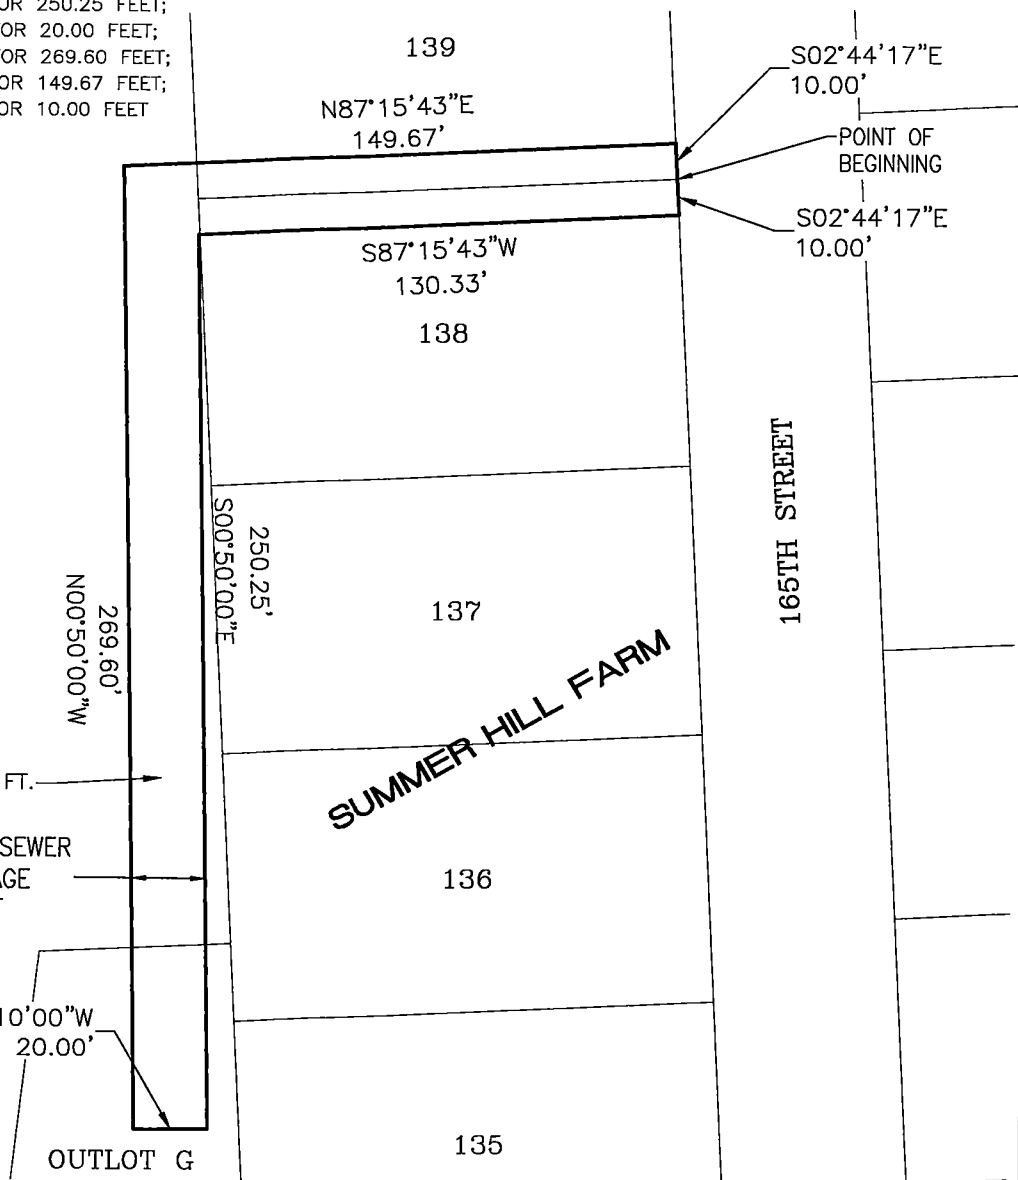 OR 250.25 FEET;
FOR 20.00 FEET;
FOR 269.60 FEET;
OR 149.67 FEET;
OR 10.00 FEET
139
S02°44'17"E
10.00'
N87°15'43"E
149.67'
POINT OF
BEGINNING
S02°44'17"E
10.00'
S87°15'43"W
130.33'
138
165TH STREET
250.25'
S00°50'00"E
269.60'
N00°50'00"W
137
SUMMER HILL FARM
FT.
SEWER
AGE
136
10'00"W
20.00'
135
OUTLOT G